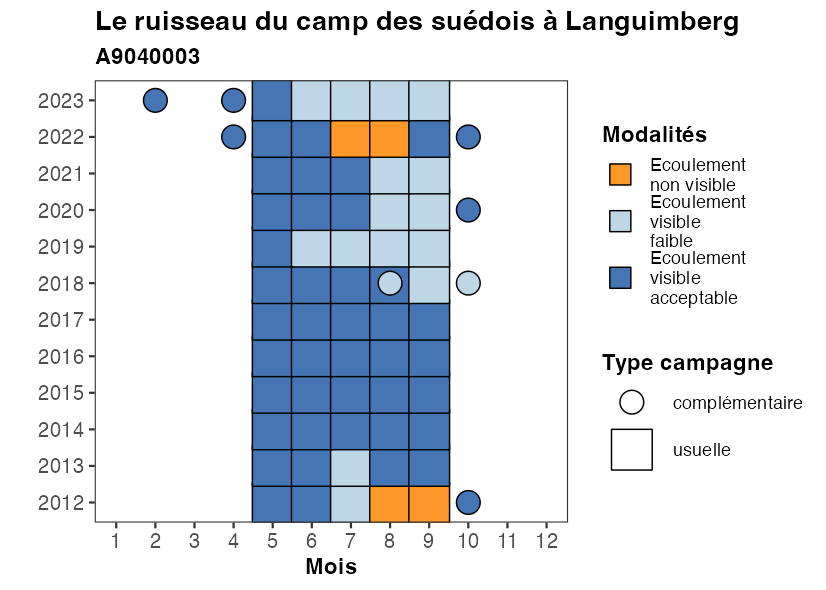 Le ruisseau du camp des suédois à Languimberg
A9040003
2023
2022
2021
2020
2019
2018
2017
2016
2015
2014
2013
2012
1 2 3 4 5 6 7 8 9 10 11 12
Mois
Modalités
Ecoulement
non visible
Ecoulement
visible
faible
Ecoulement
visible
acceptable
Type campagne
complémentaire
usuelle